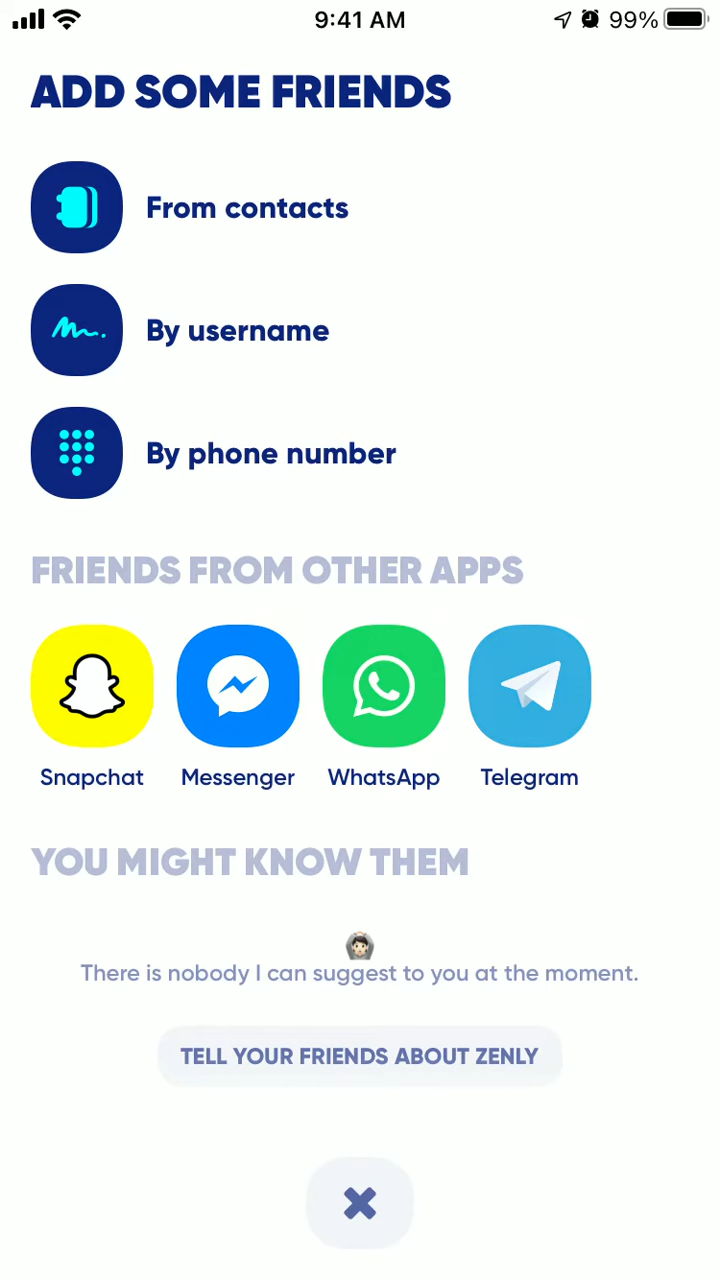 9:41 AM
99%
ADD SOME FRIENDS
From contacts
By username
By phone number
FRIENDS FROM OTHER APPS
Snapchat
Messenger
WhatsApp
Telegram
YOU MIGHT KNOW THEM
There is nobody I can suggest to you at the moment.
TELL YOUR FRIENDS ABOUT ZENLY